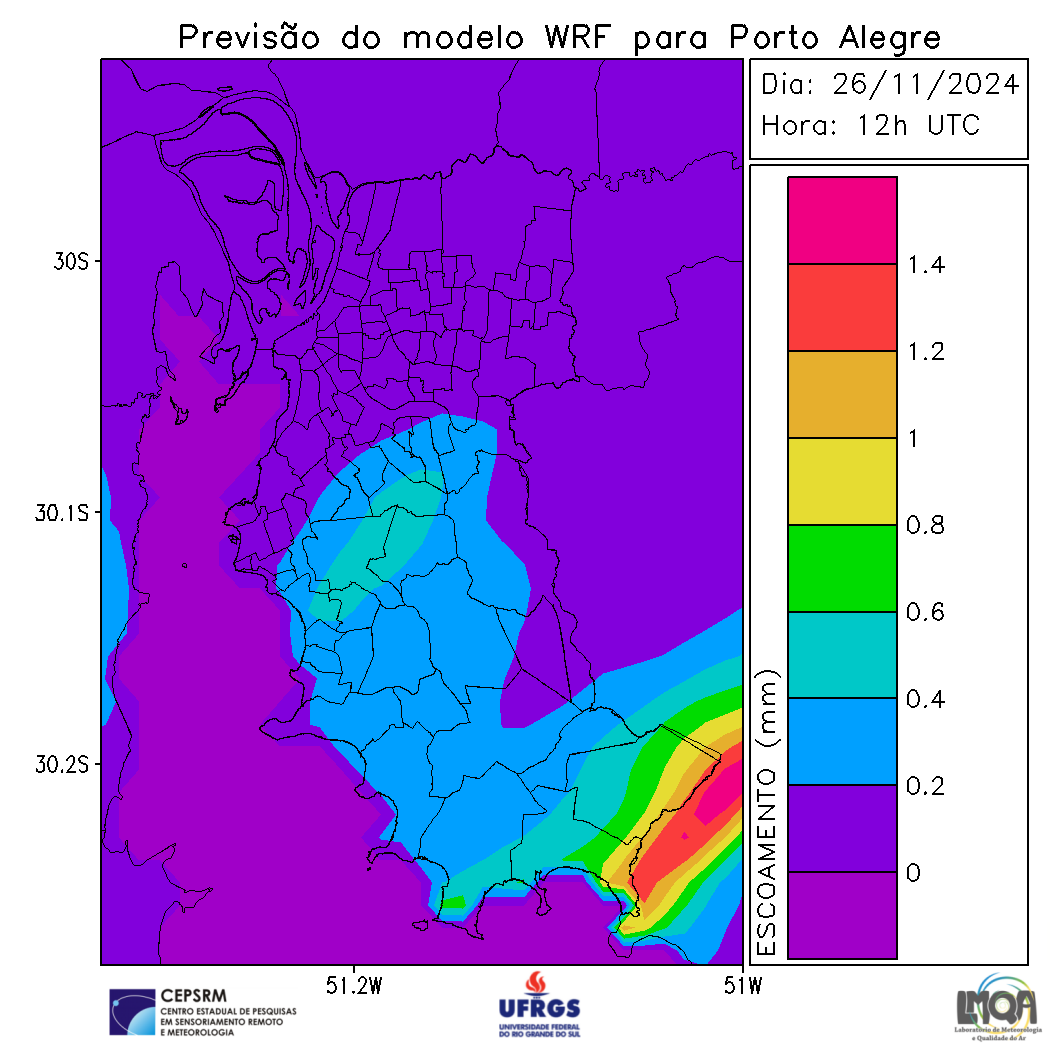 Previsão do modelo WRF para Porto Alegre
Dia: 26/11/2024
Hora: 12h UTC
30S
30.1S
30.2S
51.2W
51W
1.4
1.2
1
0.8
0.6
0.4
0.2
0
ESCOAMENTO (mm)
CEPSRM
CENTRO ESTADUAL DE PESQUISAS
EM SENSORIAMENTO REMOTO
E METEOROLOGIA
UFRGS
UNIVERSIDADE FEDERAL
DO RIO GRANDE DO SUL
LMQA
Laboratório de Meteorologia
e Qualidade do Ar